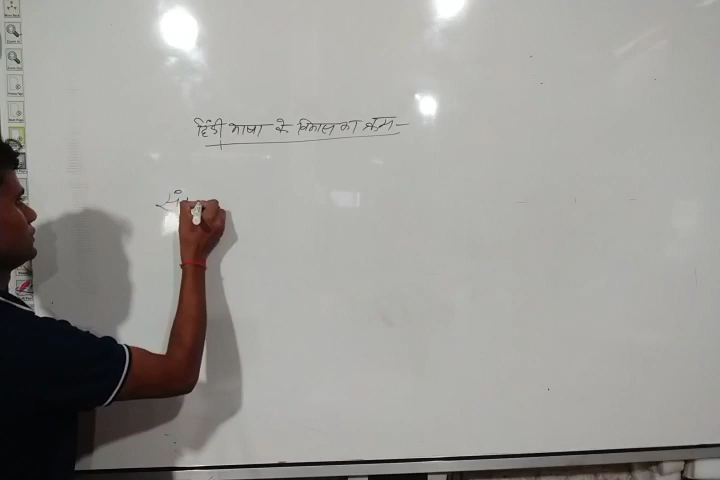 हिंदी भाषा के विकास का क्रम –
सं